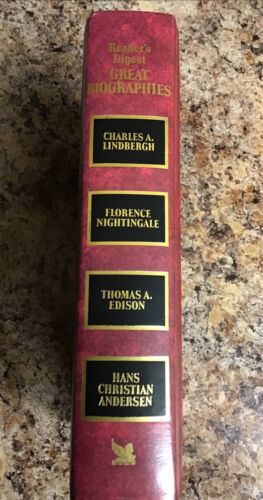 Reader's
Digest
GREAT
BIOGRAPHIES
CHARLES A.
LINDBERGH
FLORENCE
NIGHTINGALE
THOMAS A.
EDISON
HANS
CHRISTIAN
ANDERSEN